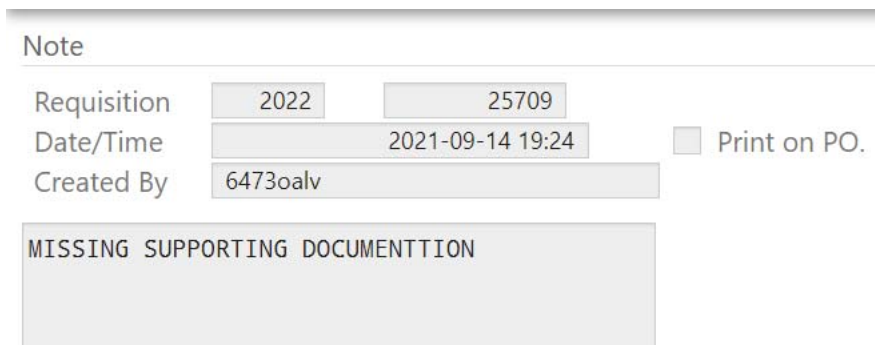 Note
Requisition 2022 25709
Date/Time 2021-09-14 19:24 Print on PO.
Created By 6473oalv
MISSING SUPPORTING DOCUMENTTION